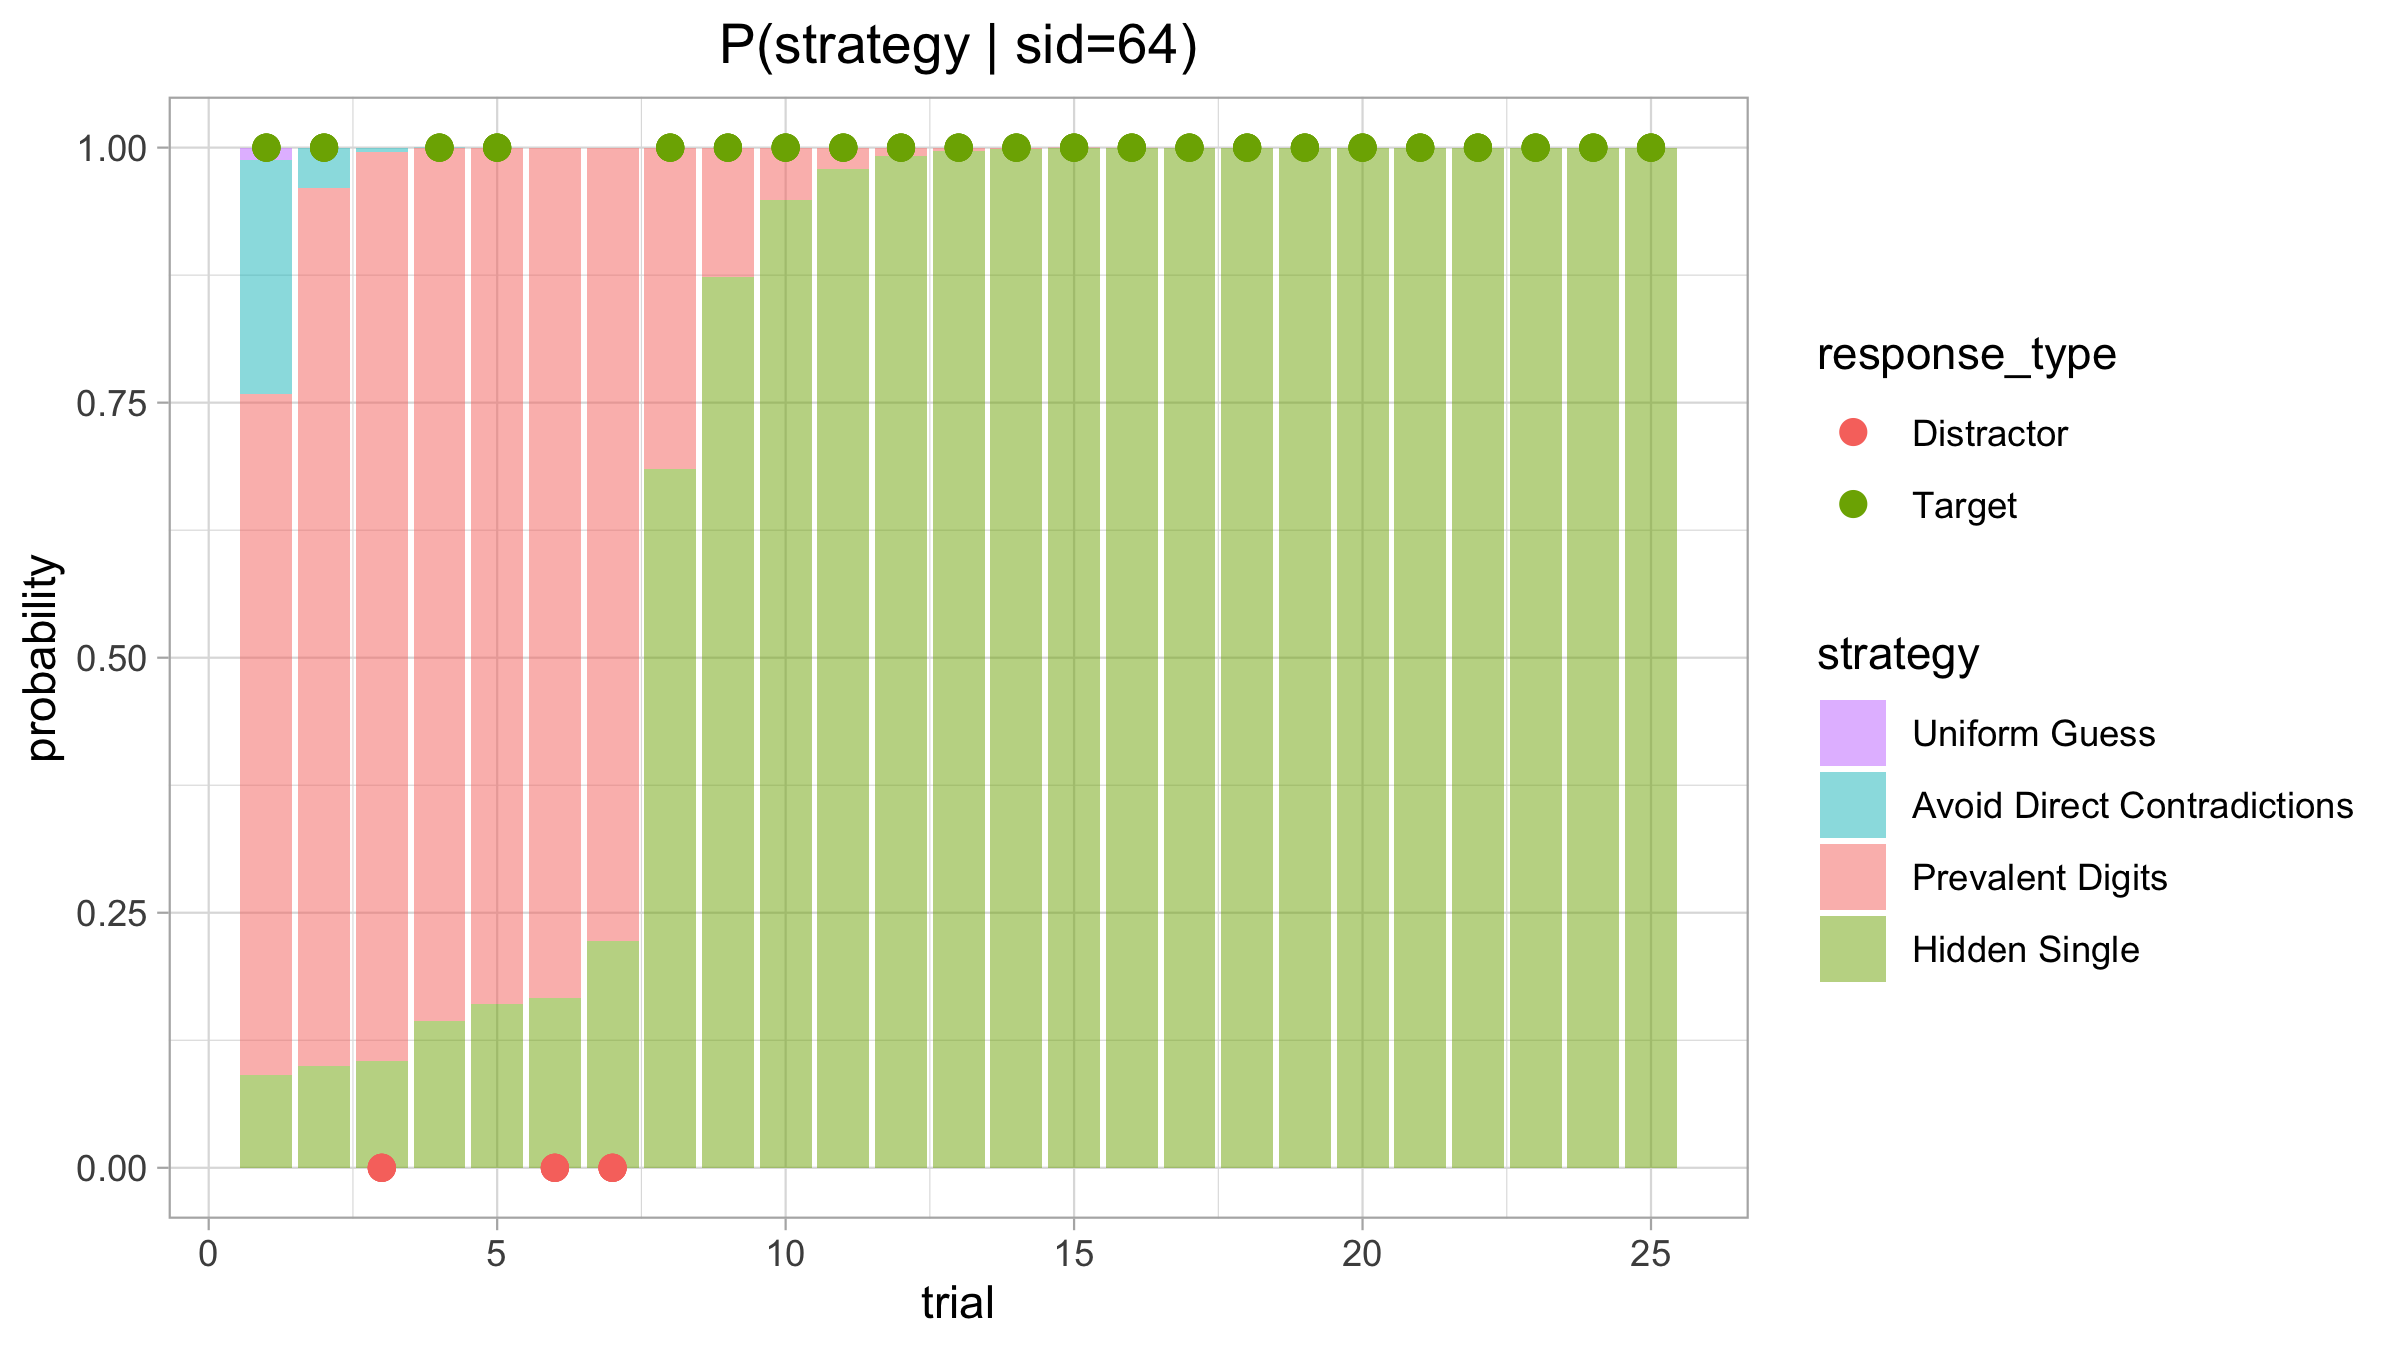 P(strategy | sid=64)
1.00
0.75
0.50
0.25
0.00
probability
0 5 10 15 20 25
trial
response_type
Distractor
Target
strategy
Uniform Guess
Avoid Direct Contradictions
Prevalent Digits
Hidden Single